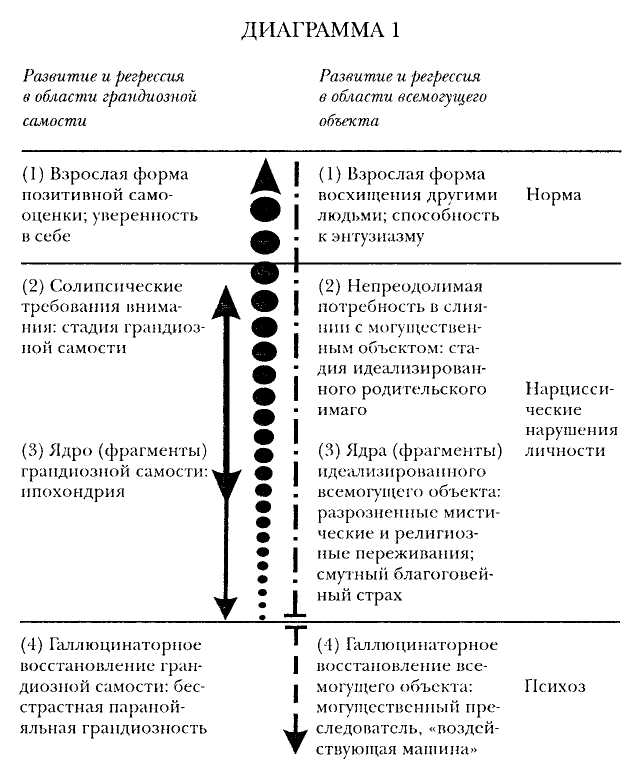 ДИАГРАММА 1
Развитие и регрессия
в области грандиозной
самости
Развитие и регрессия
в области всемогущего
объекта
(1) Взрослая форма
позитивной само-
оценки; уверенность
в себе
(1) Взрослая форма
восхищения другими
людьми; способность
к энтузиазму
Норма
(2) Солипсические
требования внима-
ния: стадия грандиоз-
ной самости
(2) Непреодолимая
потребность в слия-
нии с могуществен-
ным объектом: ста-
дия идеализирован-
ного родительского
имаго
Нарцисси-
ческие
нарушения
личности
(3) Ядро (фрагменты)
грандиозной самости:
ипохондрия
(3) Ядра (фрагменты)
идеализированного
всемогущего объекта:
разрозненные мисти-
ческие и религиоз-
ные переживания;
смутный благоговей-
ный страх
(4) Галлюцинаторное
восстановление гран-
диозной самости: бес-
страстная параной-
яльная грандиозность
(4) Галлюцинаторное
восстановление все-
могущего объекта:
могущественный пре-
следователь, «воздей-
ствующая машина»
Психоз